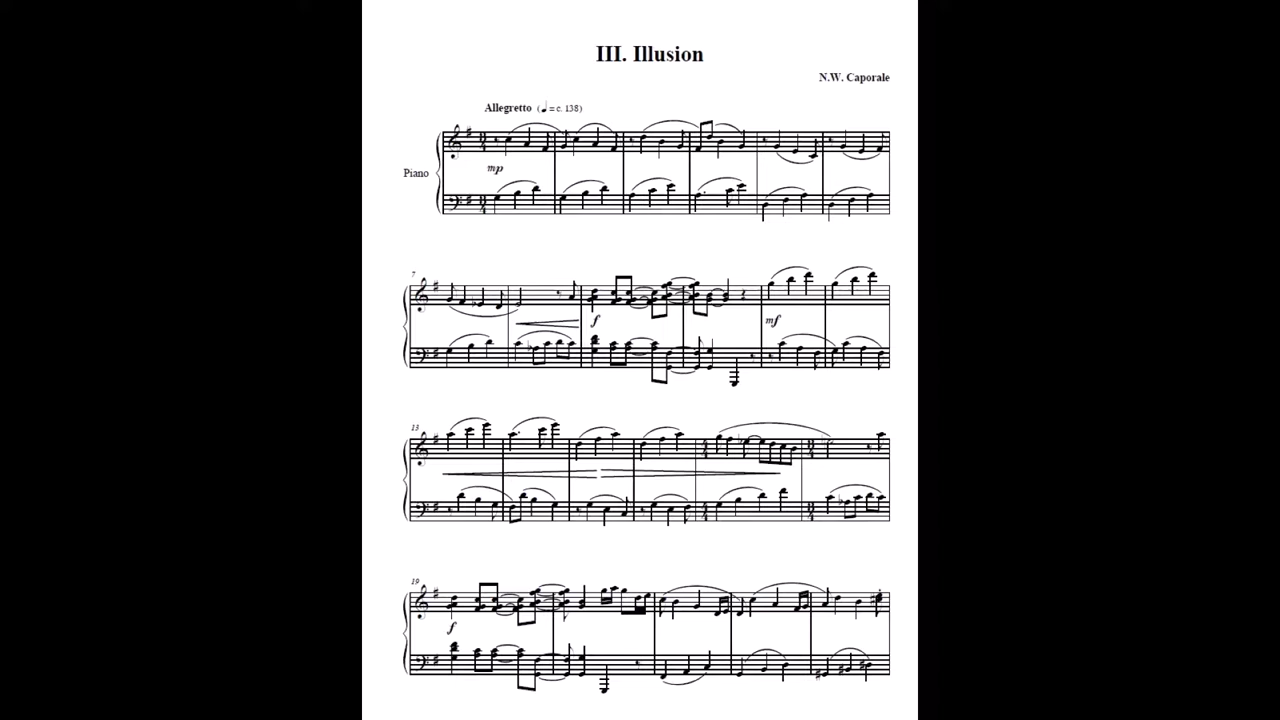 III. Illusion
N.W. Caporale
Allegretto (♩ = c. 138)
Piano
mp
7
f
mf
13
19
f